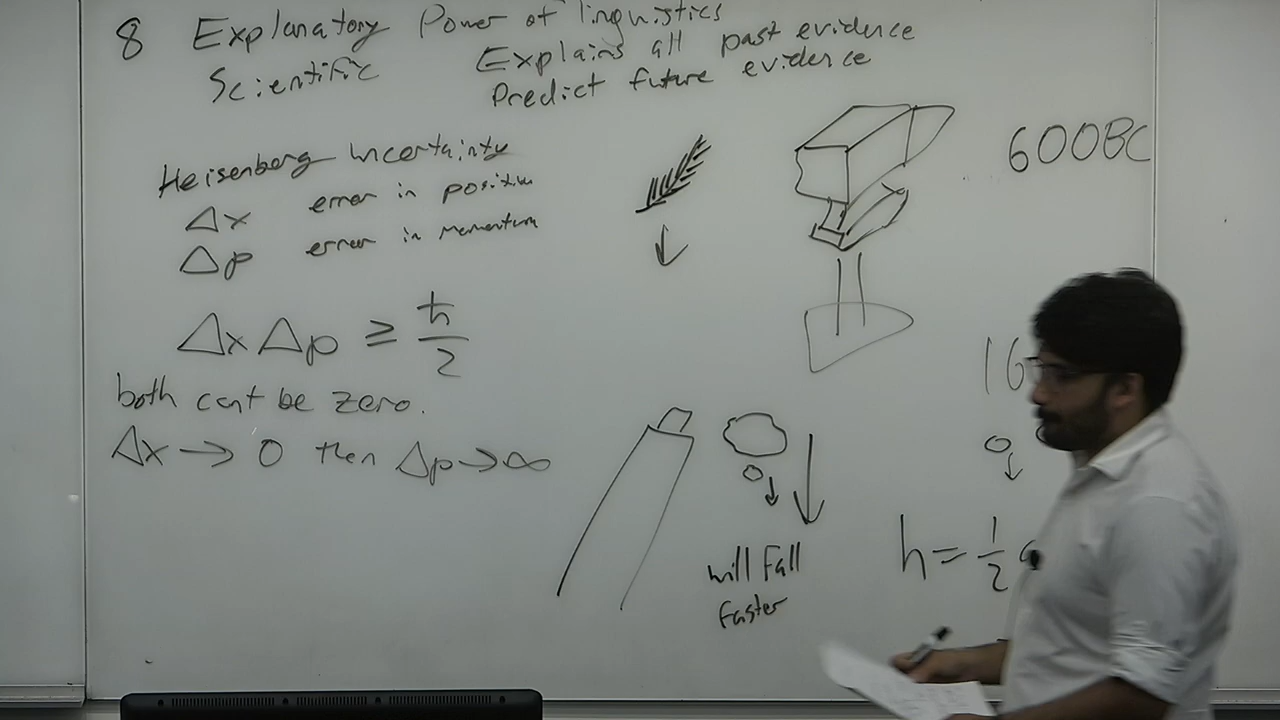 8 Explanatory Power of linguistics
Scientific
Explains all past evidence
Predict future evidence
Heisenberg Uncertainty
Δx error in position
Δp error in momentum
Δx Δp ≥ ħ/2
both can't be zero.
Δx → 0 then Δp → ∞
will fall
faster
600BC
16
h = 1/2